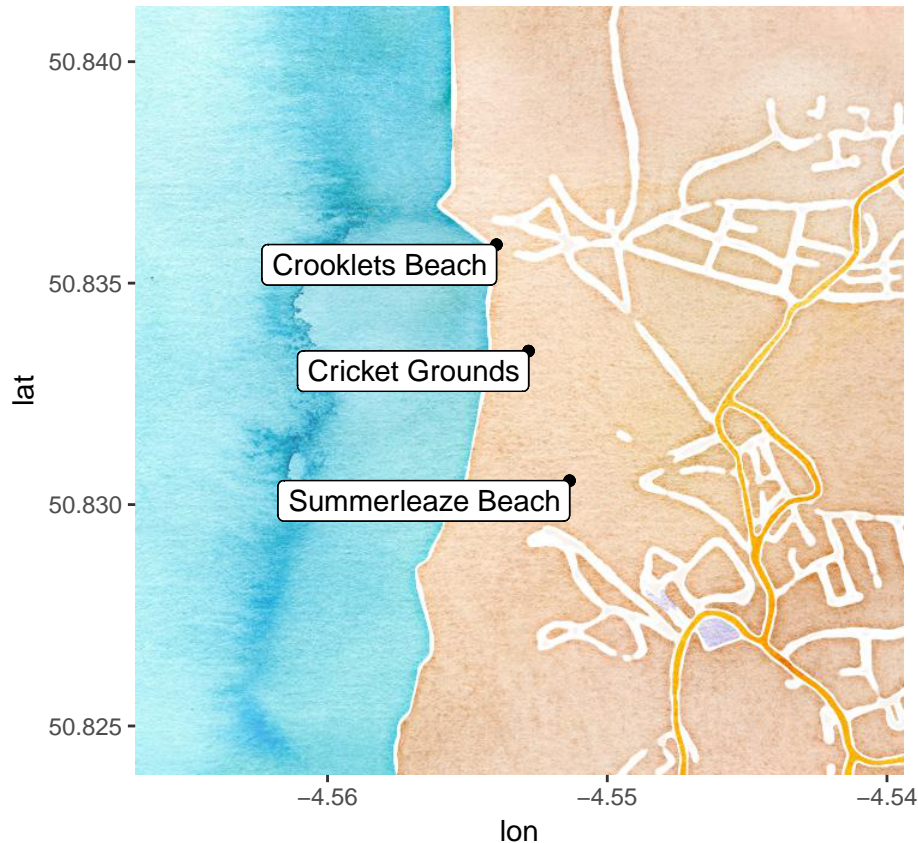 50.840
50.835
50.830
50.825
lat
Crooklets Beach
Cricket Grounds
Summerleaze Beach
−4.56
−4.55
−4.54
lon